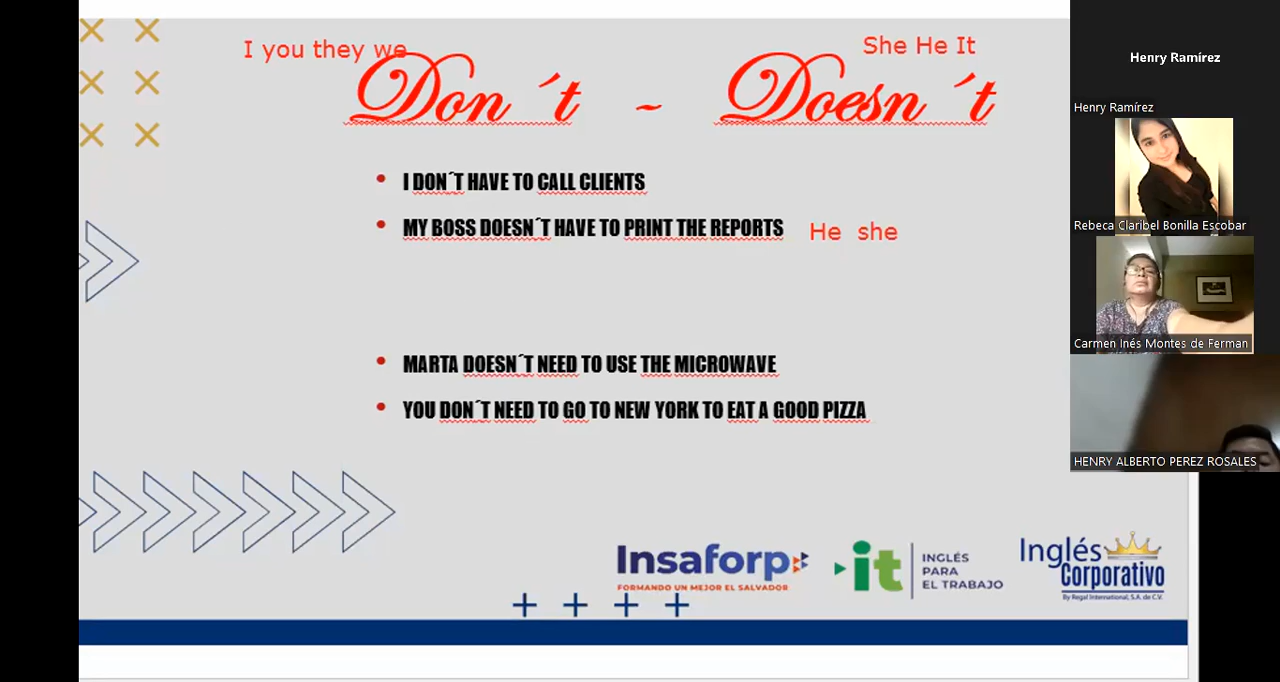 I you they we
She He It
Don´t ~ Doesn´t
I DON´T HAVE TO CALL CLIENTS
MY BOSS DOESN´T HAVE TO PRINT THE REPORTS
He she
MARTA DOESN´T NEED TO USE THE MICROWAVE
YOU DON´T NEED TO GO TO NEW YORK TO EAT A GOOD PIZZA
Insaforp
FORMANDO UN MEJOR EL SALVADOR
it
INGLÉS
PARA
EL TRABAJO
Inglés
Corporativo
By Regal International, S.A. de C.V.
Henry Ramírez
Henry Ramírez
Rebeca Claribel Bonilla Escobar
Carmen Inés Montes de Ferman
HENRY ALBERTO PEREZ ROSALES